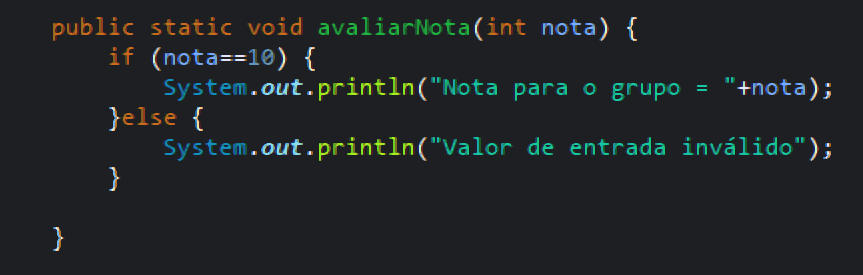 public static void avaliarNota(int nota) {
if (nota==10) {
System.out.println("Nota para o grupo = "+nota);
}else {
System.out.println("Valor de entrada inválido");
}
}